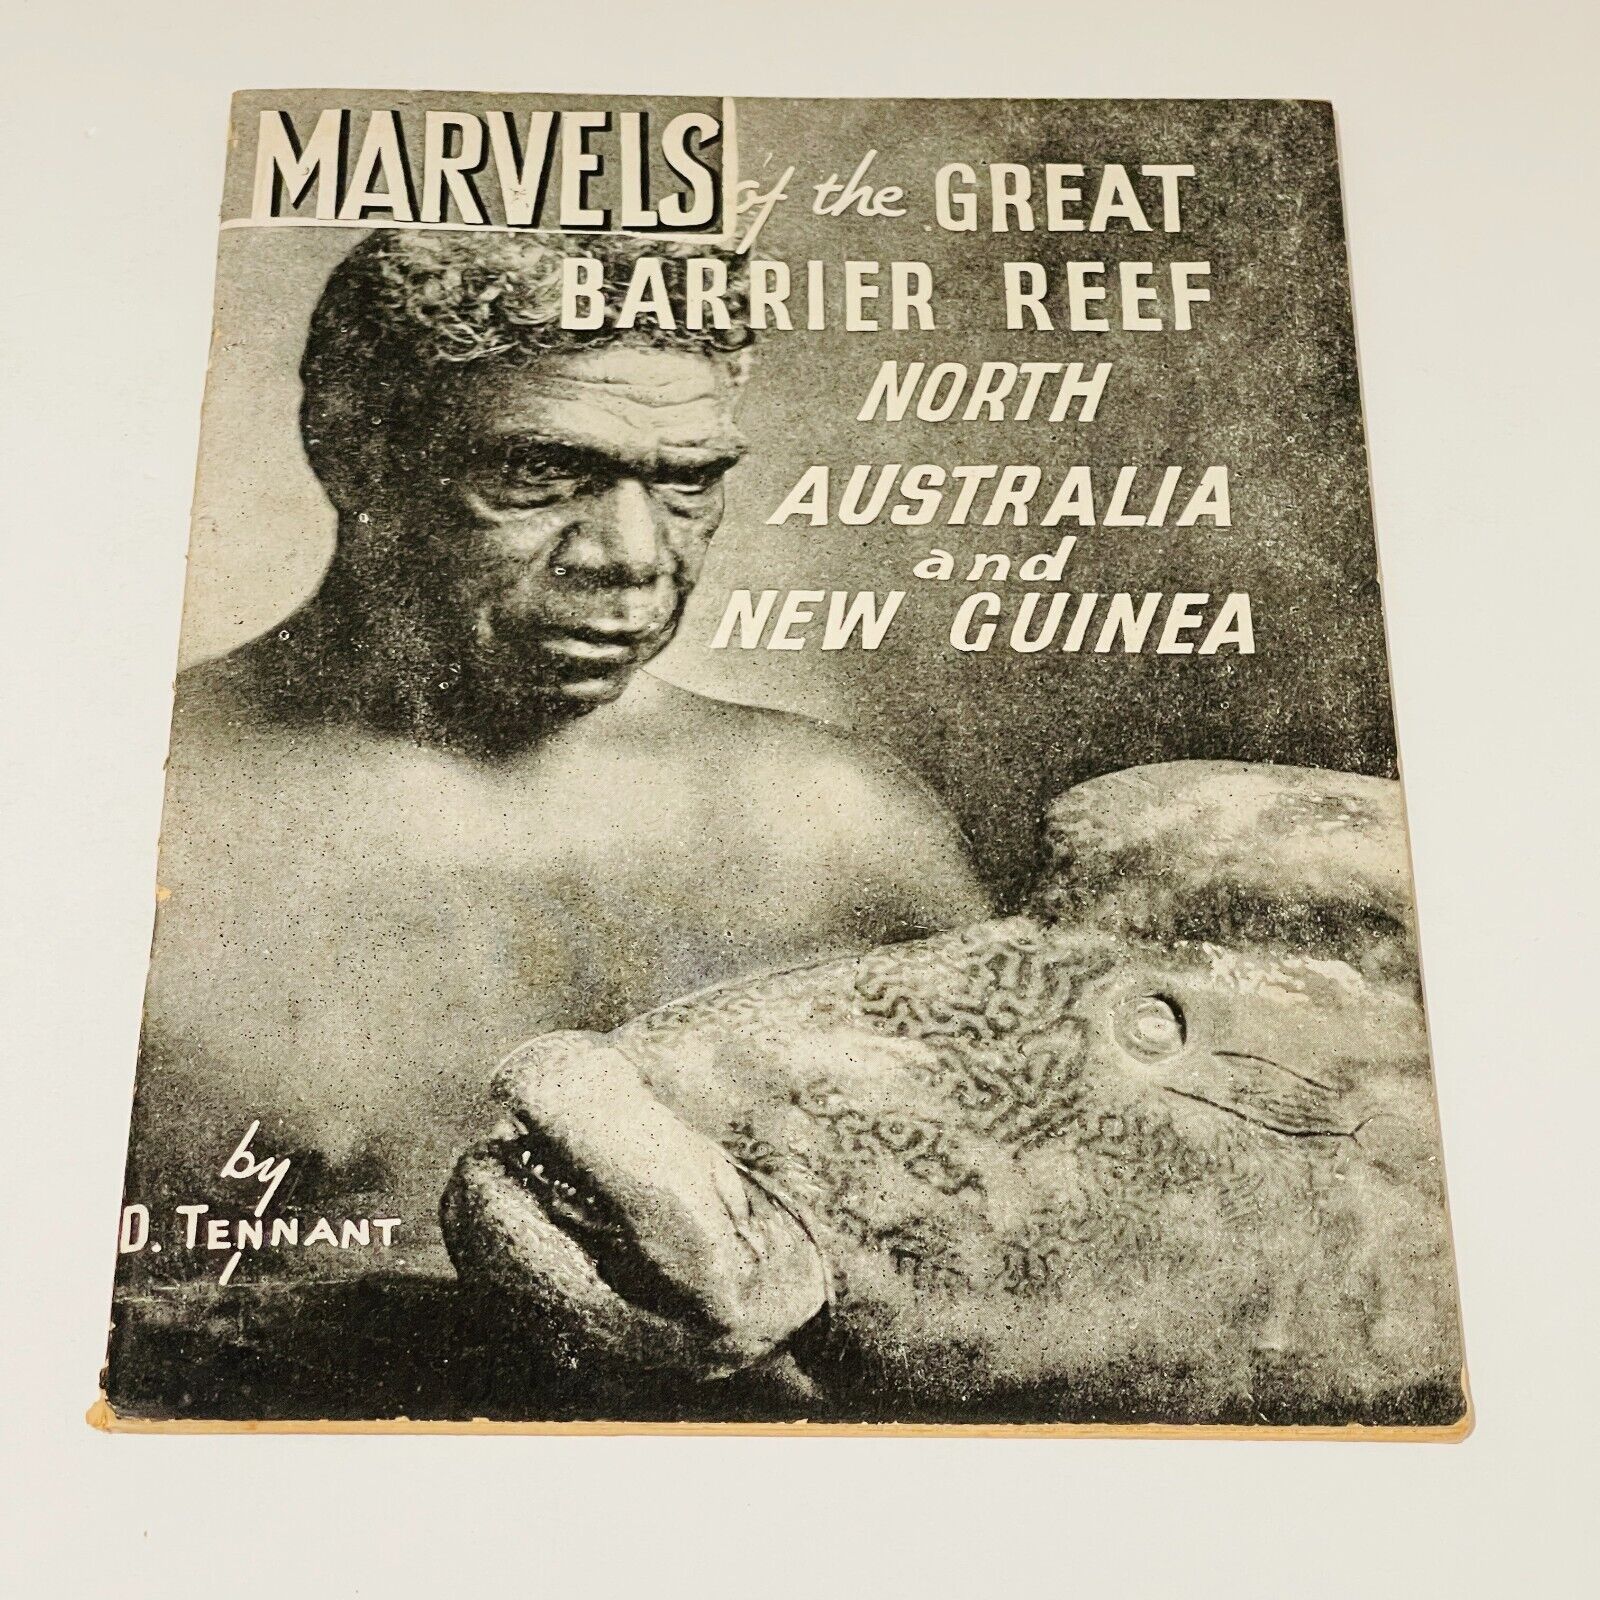 MARVELS of the GREAT
BARRIER REEF
NORTH
AUSTRALIA
and
NEW GUINEA
by
D. TENNANT